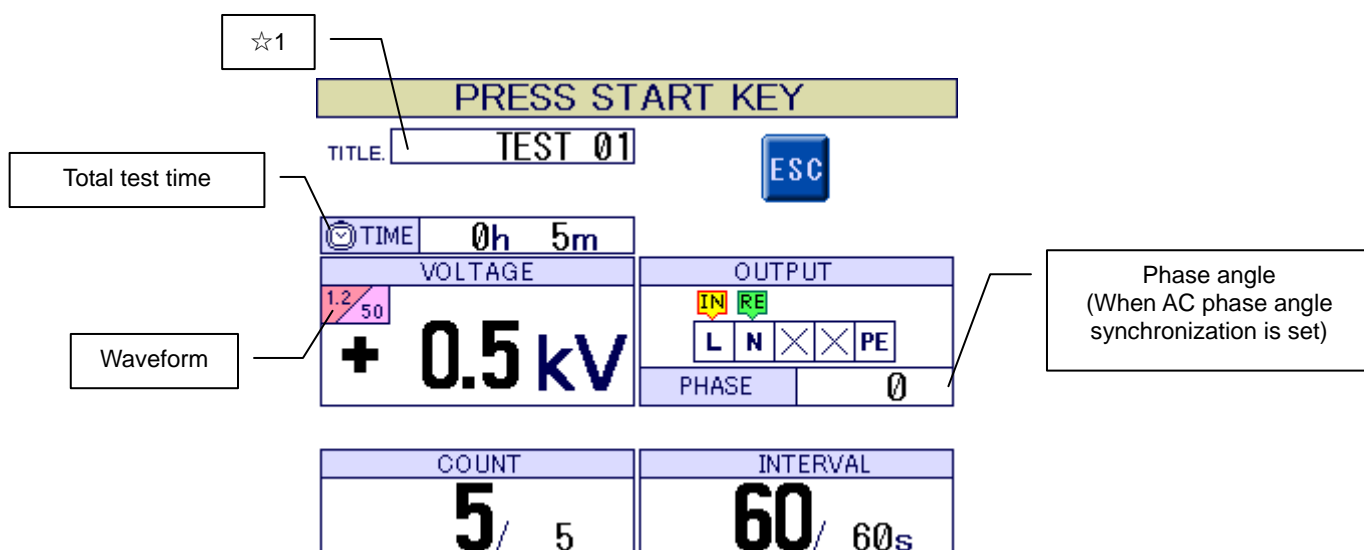 ☆1
PRESS START KEY
TITLE. TEST 01
ESC
Total test time
TIME 0h 5m
VOLTAGE
OUTPUT
1.2/50
IN RE
L N PE
+ 0.5 kV
PHASE 0
Waveform
Phase angle
(When AC phase angle
synchronization is set)
COUNT
INTERVAL
5/ 5
60/ 60s